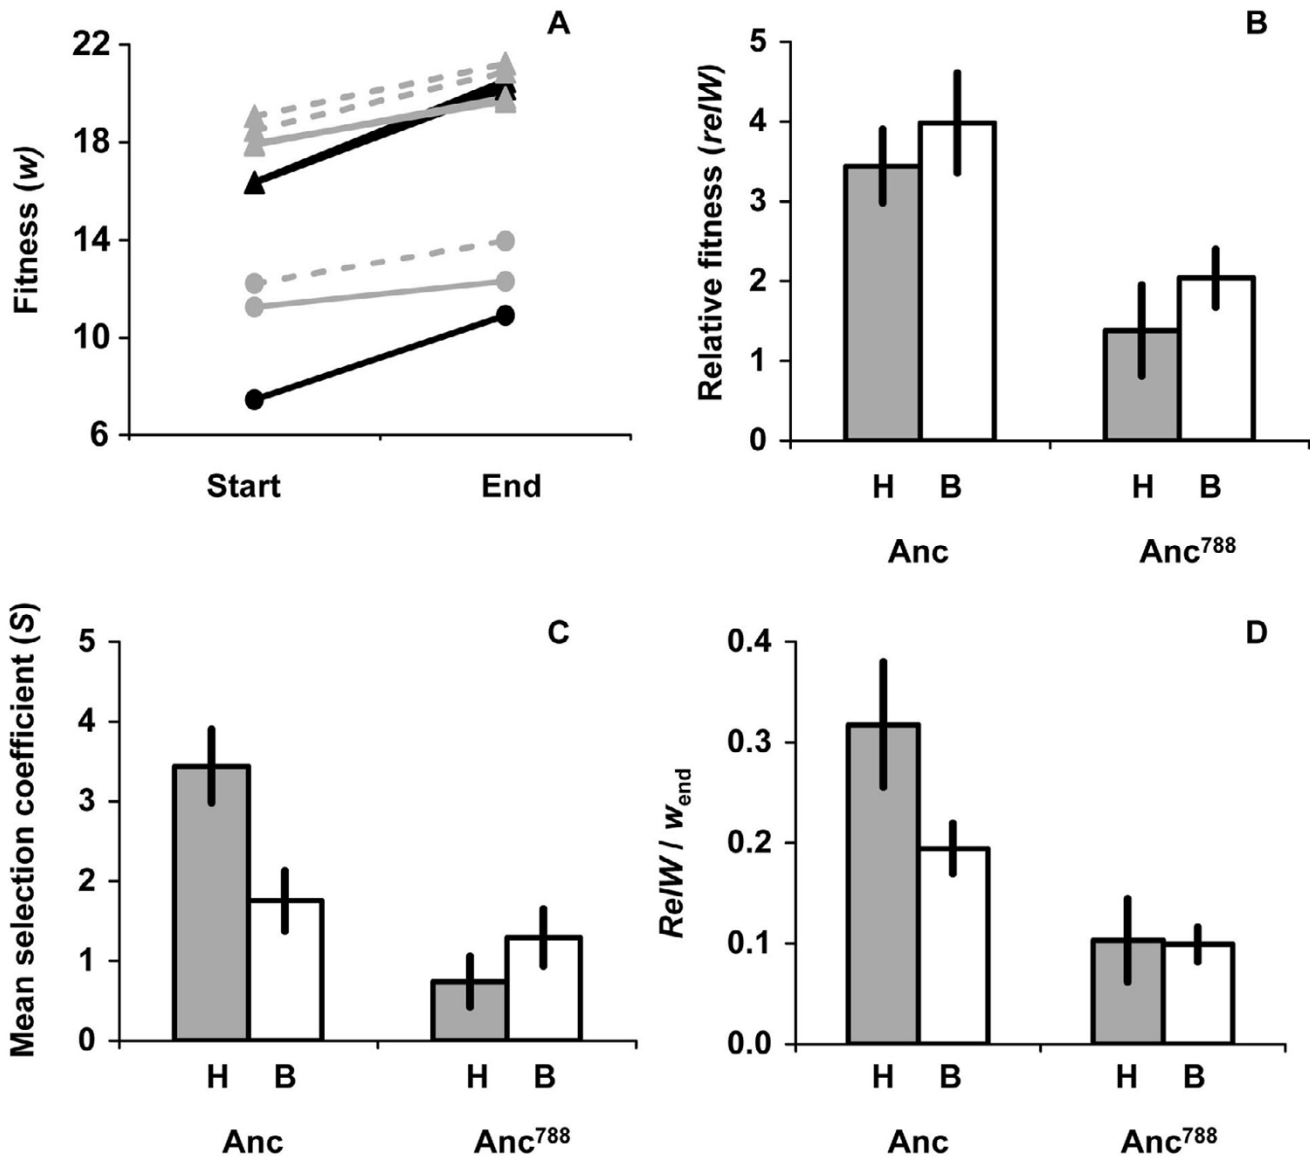 A
Fitness (w)
22
18
14
10
6
Start End
B
Relative fitness (relW)
5
4
3
2
1
0
H B H B
Anc Anc⁷⁸⁸
C
Mean selection coefficient (S)
5
4
3
2
1
0
H B H B
Anc Anc⁷⁸⁸
D
RelW / wend
0.4
0.3
0.2
0.1
0.0
H B H B
Anc Anc⁷⁸⁸